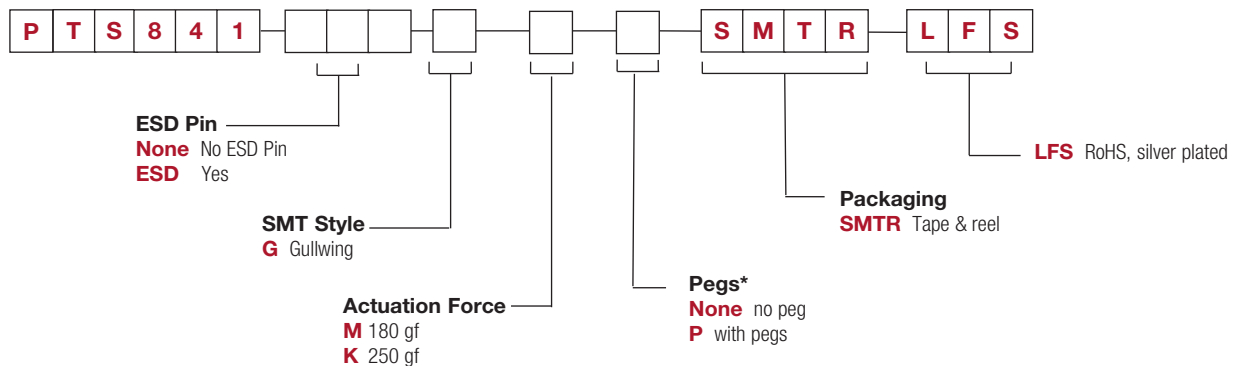 P T S 8 4 1 S M T R L F S
ESD Pin
None No ESD Pin
ESD Yes
SMT Style
G Gullwing
Actuation Force
M 180 gf
K 250 gf
Pegs*
None no peg
P with pegs
Packaging
SMTR Tape & reel
LFS RoHS, silver plated